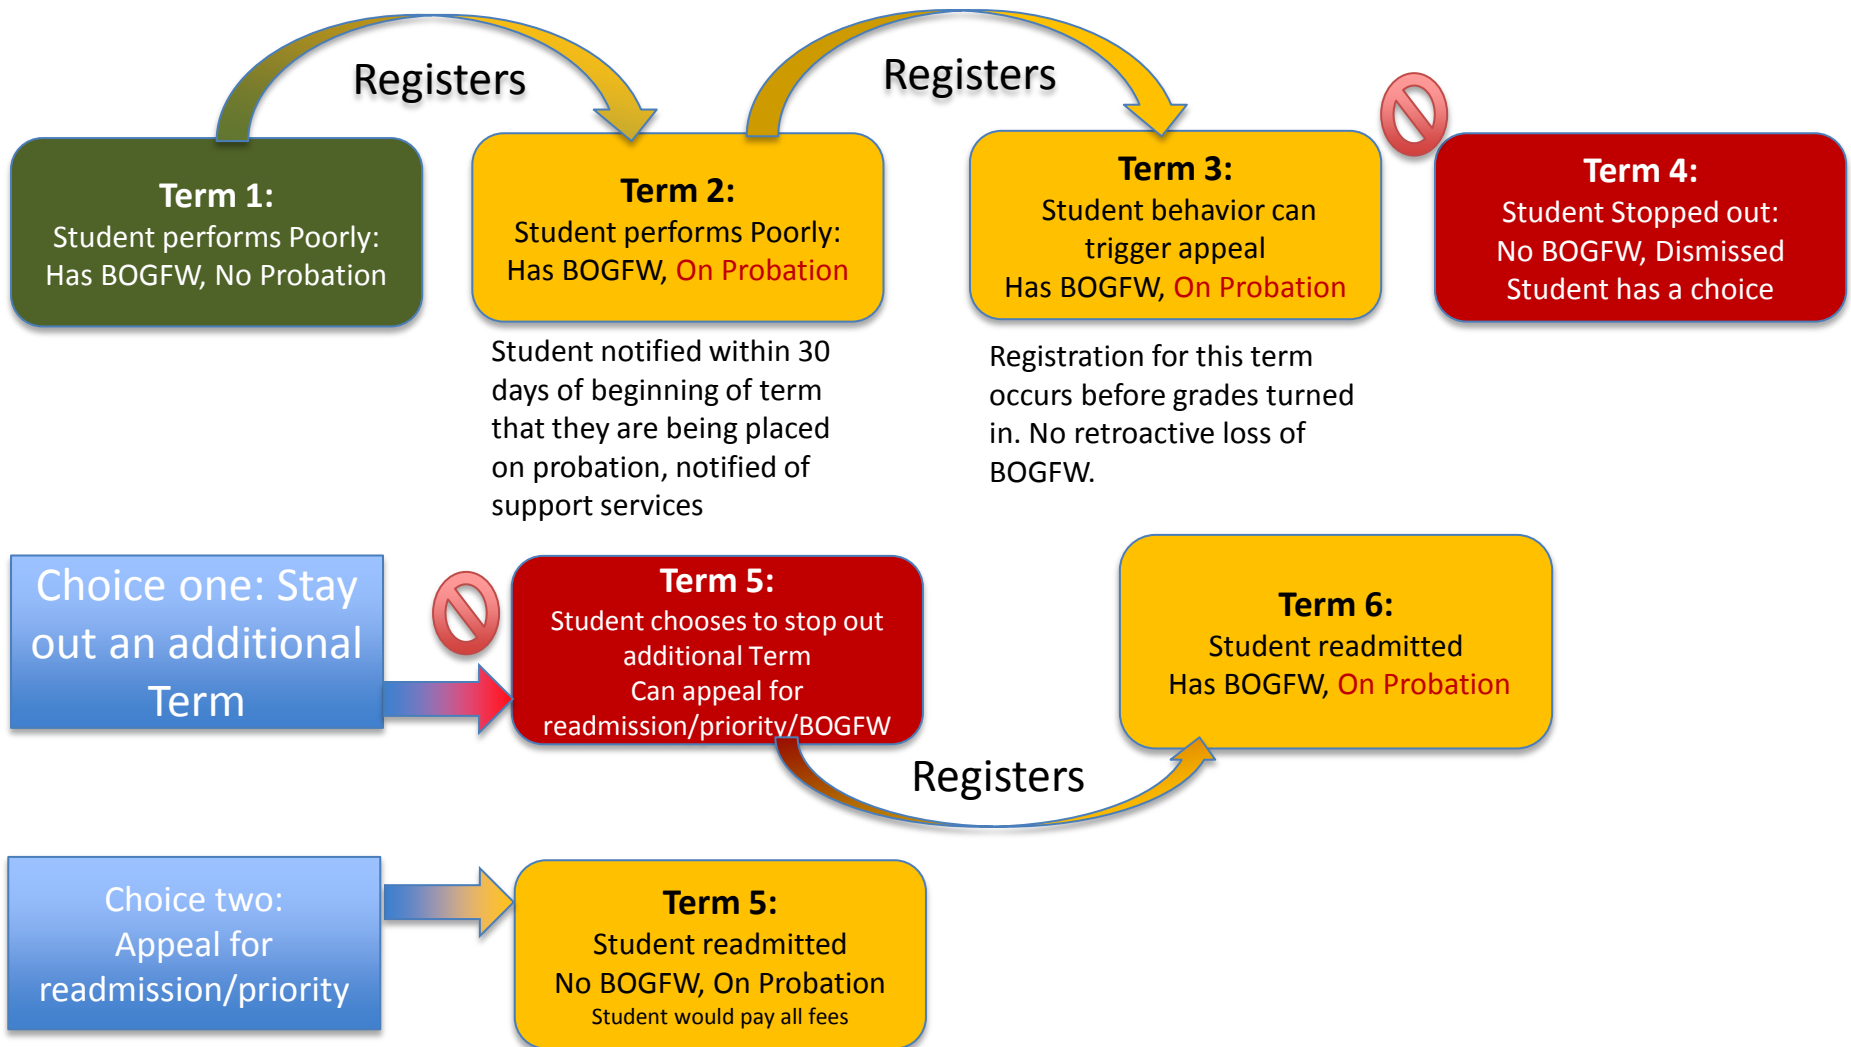 Registers
Registers
Term 1:
Student performs Poorly:
Has BOGFW, No Probation
Term 2:
Student performs Poorly:
Has BOGFW, On Probation
Term 3:
Student behavior can
trigger appeal
Has BOGFW, On Probation
Term 4:
Student Stopped out:
No BOGFW, Dismissed
Student has a choice
Student notified within 30
days of beginning of term
that they are being placed
on probation, notified of
support services
Registration for this term
occurs before grades turned
in. No retroactive loss of
BOGFW.
Choice one: Stay
out an additional
Term
Term 5:
Student chooses to stop out
additional Term
Can appeal for
readmission/priority/BOGFW
Registers
Term 6:
Student readmitted
Has BOGFW, On Probation
Choice two:
Appeal for
readmission/priority
Term 5:
Student readmitted
No BOGFW, On Probation
Student would pay all fees